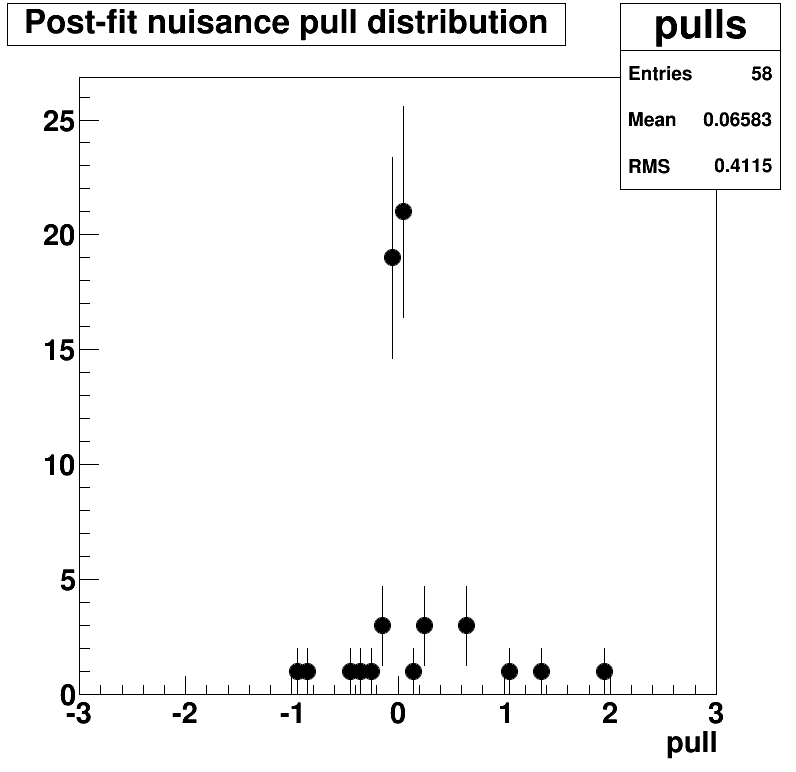 Post-fit nuisance pull distribution
pulls
Entries 58
Mean 0.06583
RMS 0.4115
25
20
15
10
5
0
-3 -2 -1 0 1 2 3
pull